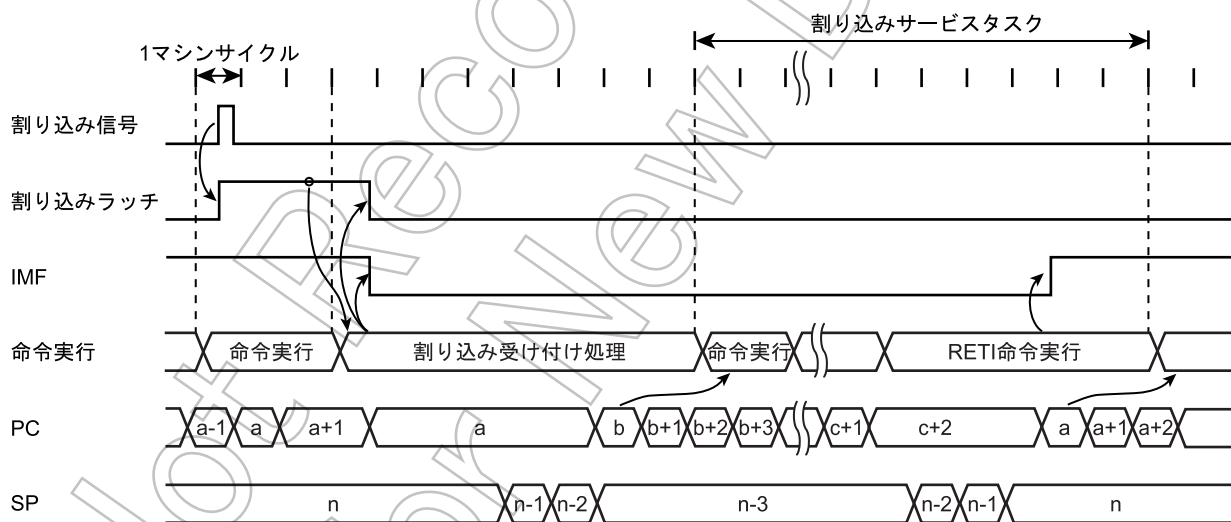 割り込みサービスタスク
1マシンサイクル
割り込み信号
割り込みラッチ
IMF
命令実行 命令実行 割り込み受け付け処理 命令実行 RETI命令実行
PC a-1 a a+1 a b b+1 b+2 b+3 c+1 c+2 a a+1 a+2
SP n n-1 n-2 n-3 n-2 n-1 n